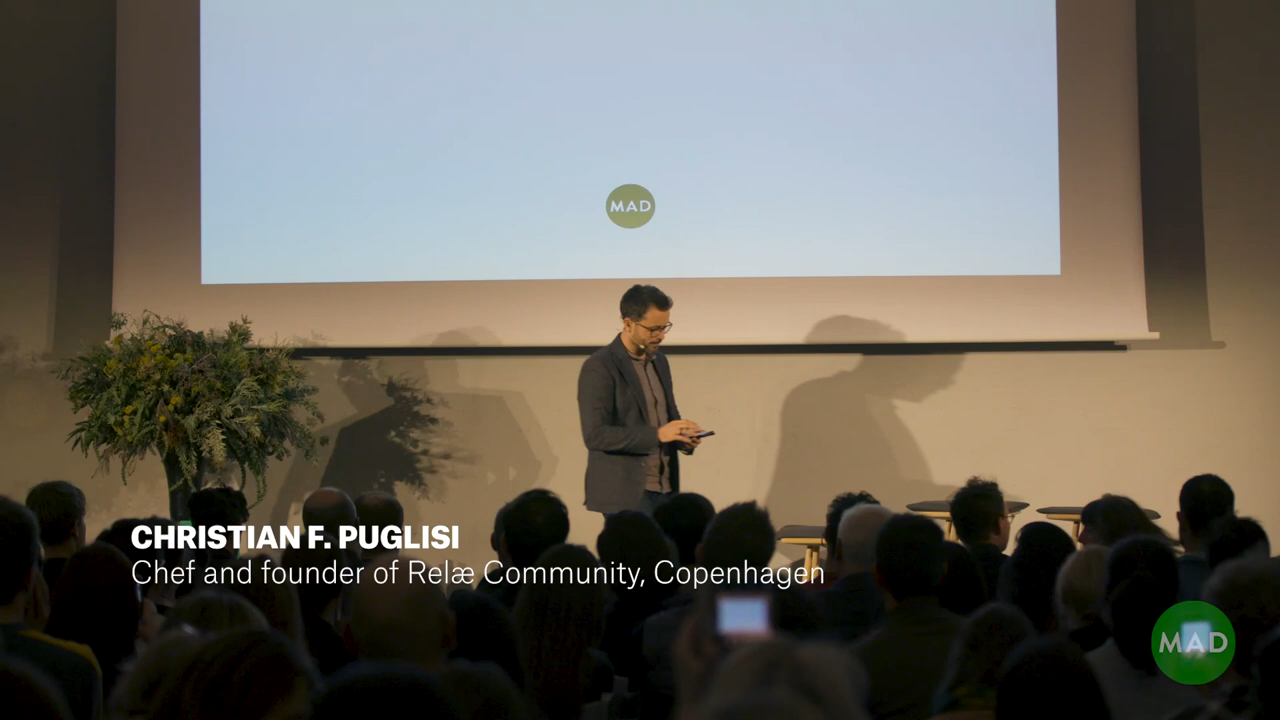 MAD
CHRISTIAN F. PUGLISI
Chef and founder of Relæ Community, Copenhagen
MAD